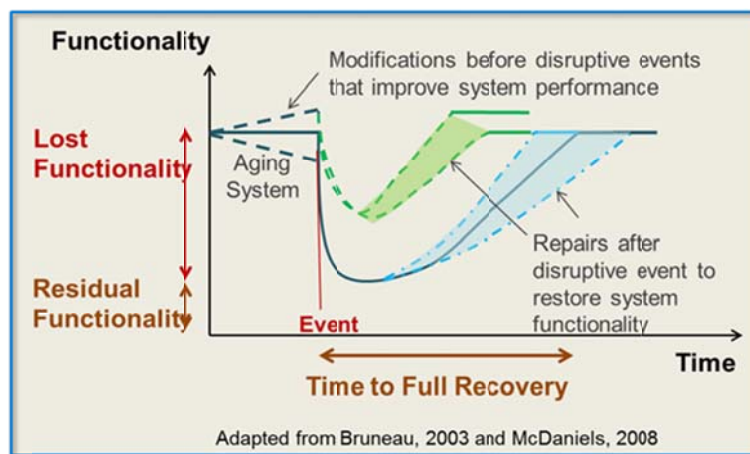 Functionality
Modifications before disruptive events
that improve system performance
Lost
Functionality
Aging
System
Repairs after
disruptive event to
restore system
functionality
Residual
Functionality
Event
Time
Time to Full Recovery
Adapted from Bruneau, 2003 and McDaniels, 2008